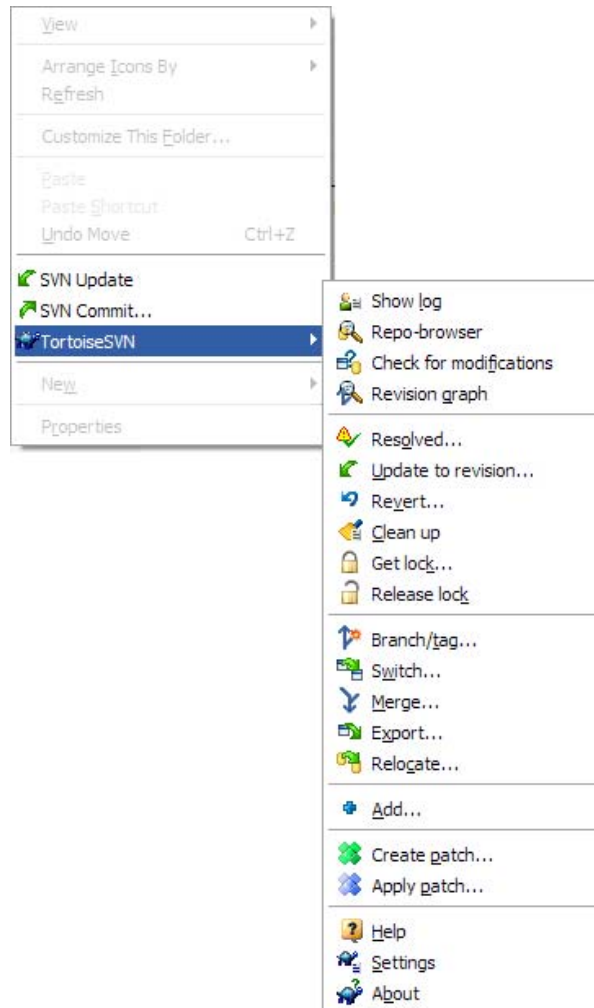 View
Arrange Icons By
Refresh
Customize This Folder...
Paste
Paste Shortcut
Undo Move Ctrl+Z
SVN Update
SVN Commit...
TortoiseSVN
New
Properties
Show log
Repo-browser
Check for modifications
Revision graph
Resolved...
Update to revision...
Revert...
Clean up
Get lock...
Release lock
Branch/tag...
Switch...
Merge...
Export...
Relocate...
Add...
Create patch...
Apply patch...
Help
Settings
About